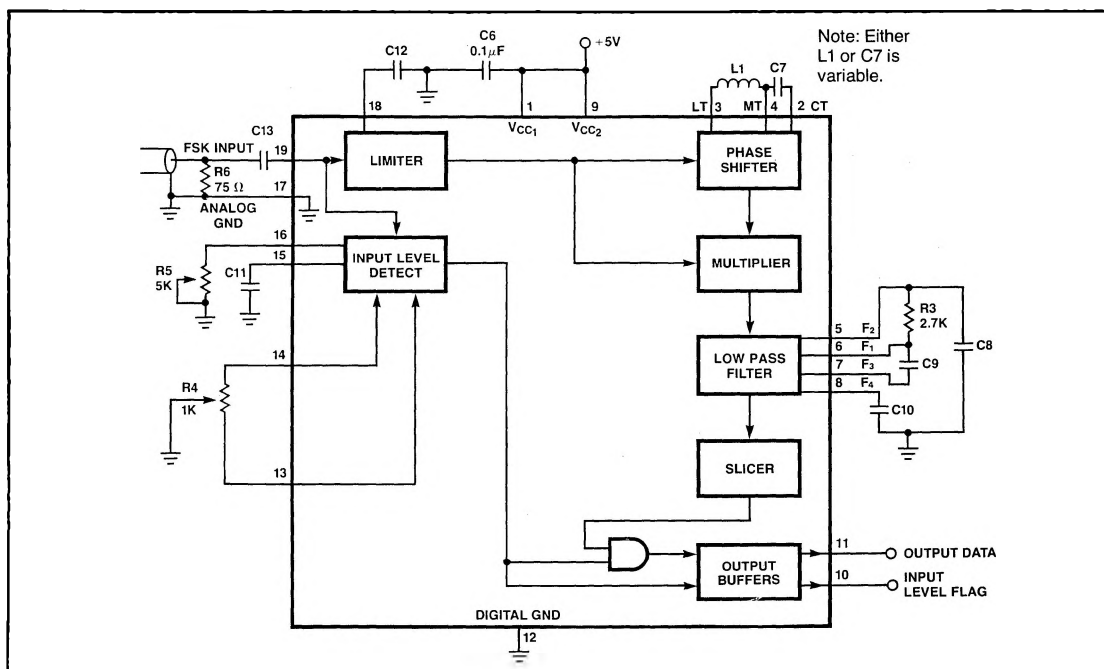 C12
C6
0.1µF
+5V
Note: Either
L1 or C7 is
variable.
L1
C7
18
1
9
LT 3
MT 4
2 CT
VCC1
VCC2
C13
FSK INPUT
19
R6
75 Ω
17
ANALOG
GND
LIMITER
PHASE
SHIFTER
16
15
R5
5K
C11
INPUT LEVEL
DETECT
MULTIPLIER
14
R4
1K
13
LOW PASS
FILTER
5 F2
6 F1
7 F3
8 F4
R3
2.7K
C9
C8
C10
SLICER
OUTPUT
BUFFERS
11
OUTPUT DATA
10
INPUT
LEVEL FLAG
DIGITAL GND
12